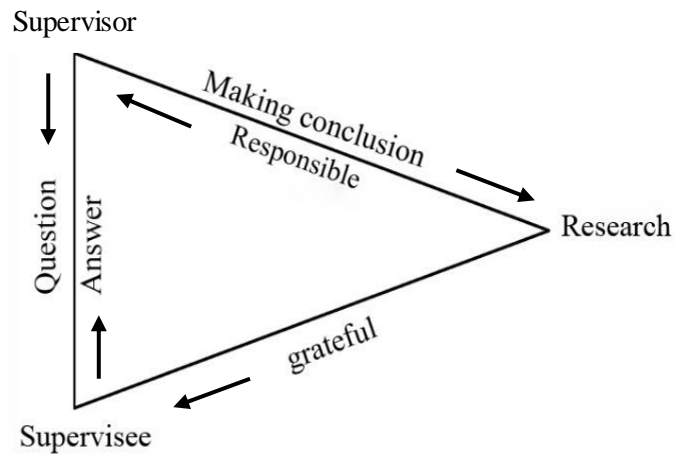 Supervisor
Making conclusion
Responsible
Question
Answer
Research
grateful
Supervisee